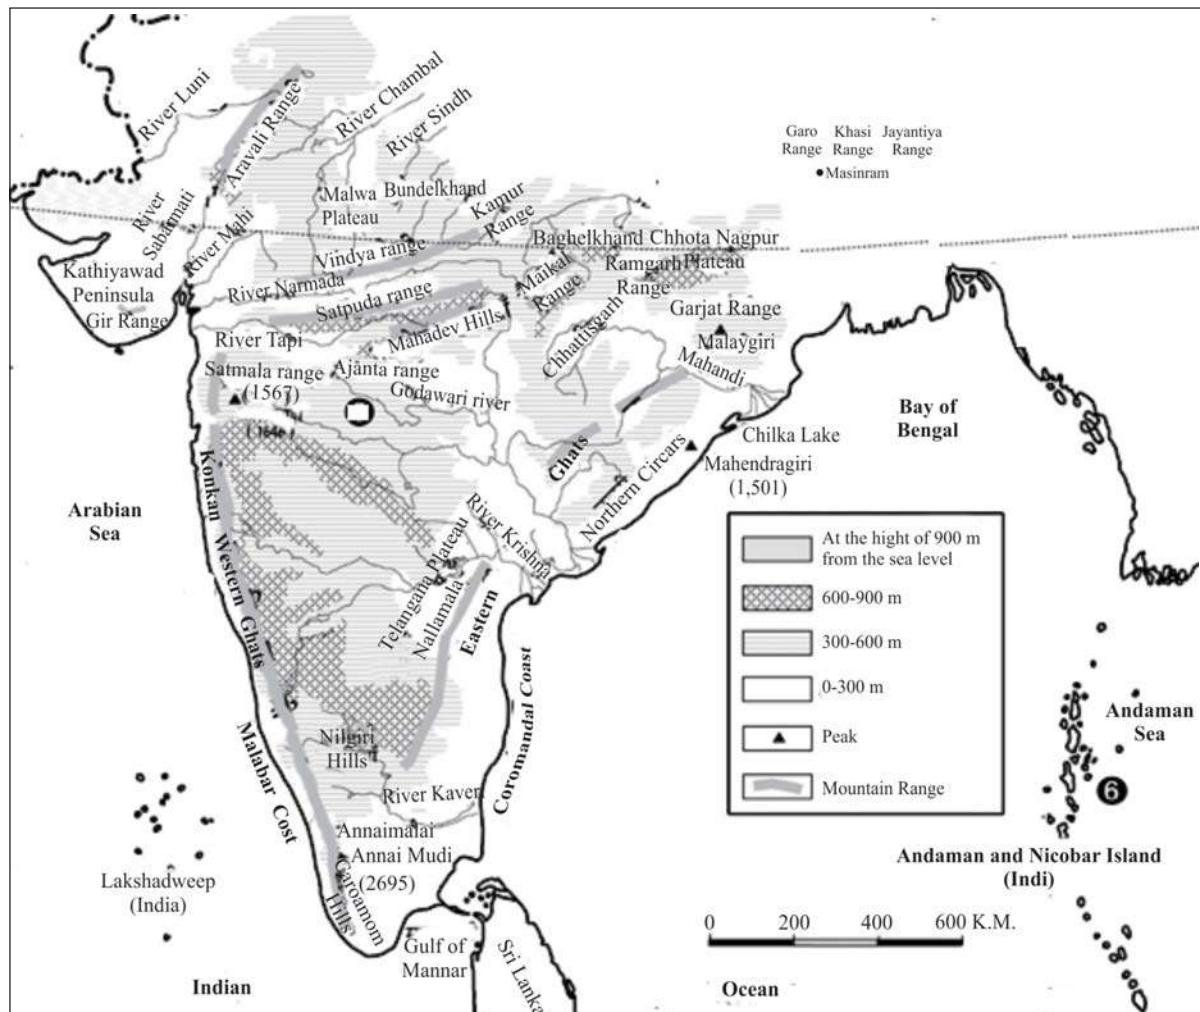 River Luni
Aravali Range
River Chambal
River Sindh
Garo
Range
Khasi
Range
Jayantiya
Range
Masinram
River
Sabarmati
River Mahi
Malwa
Plateau
Bundelkhand
Kamur
Range
Vindya range
Baghelkhand
Chhota Nagpur
Plateau
Ramgarh
Range
Maikal
Range
Kathiyawad
Peninsula
Gir Range
River Narmada
Satpuda range
Mahadev Hills
Chhattisgarh
Garjat Range
Malaygiri
Mahandi
River Tapi
Satmala range
(1567)
Ajanta range
Godawari river
(1646)
Bay of
Bengal
Chilka Lake
Mahendragiri
(1,501)
Northern Circars
Ghats
Arabian
Sea
Konkan
Western Ghats
River Krishna
Telangana Plateau
Nallamala
Eastern
Coromandal Coast
Malabar Cost
Nilgiri
Hills
River Kaveri
Annaimalai
Annai Mudi
(2695)
Caroamom
Hills
Lakshadweep
(India)
Gulf of
Mannar
Sri Lanka
Indian
Ocean
At the hight of 900 m
from the sea level
600-900 m
300-600 m
0-300 m
Peak
Mountain Range
Andaman
Sea
6
Andaman and Nicobar Island
(Indi)
0 200 400 600 K.M.